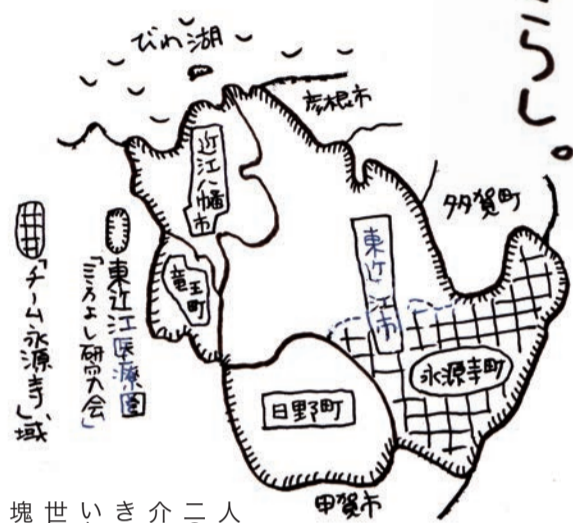 らし。
びわ湖
彦根市
近江八幡市
多賀町
東近江市
竜王町
永源寺町
日野町
甲賀市
東近江医療圏
「三方よし研究会」
「チーム永源寺」域
人
二
介
き
い
世
塊